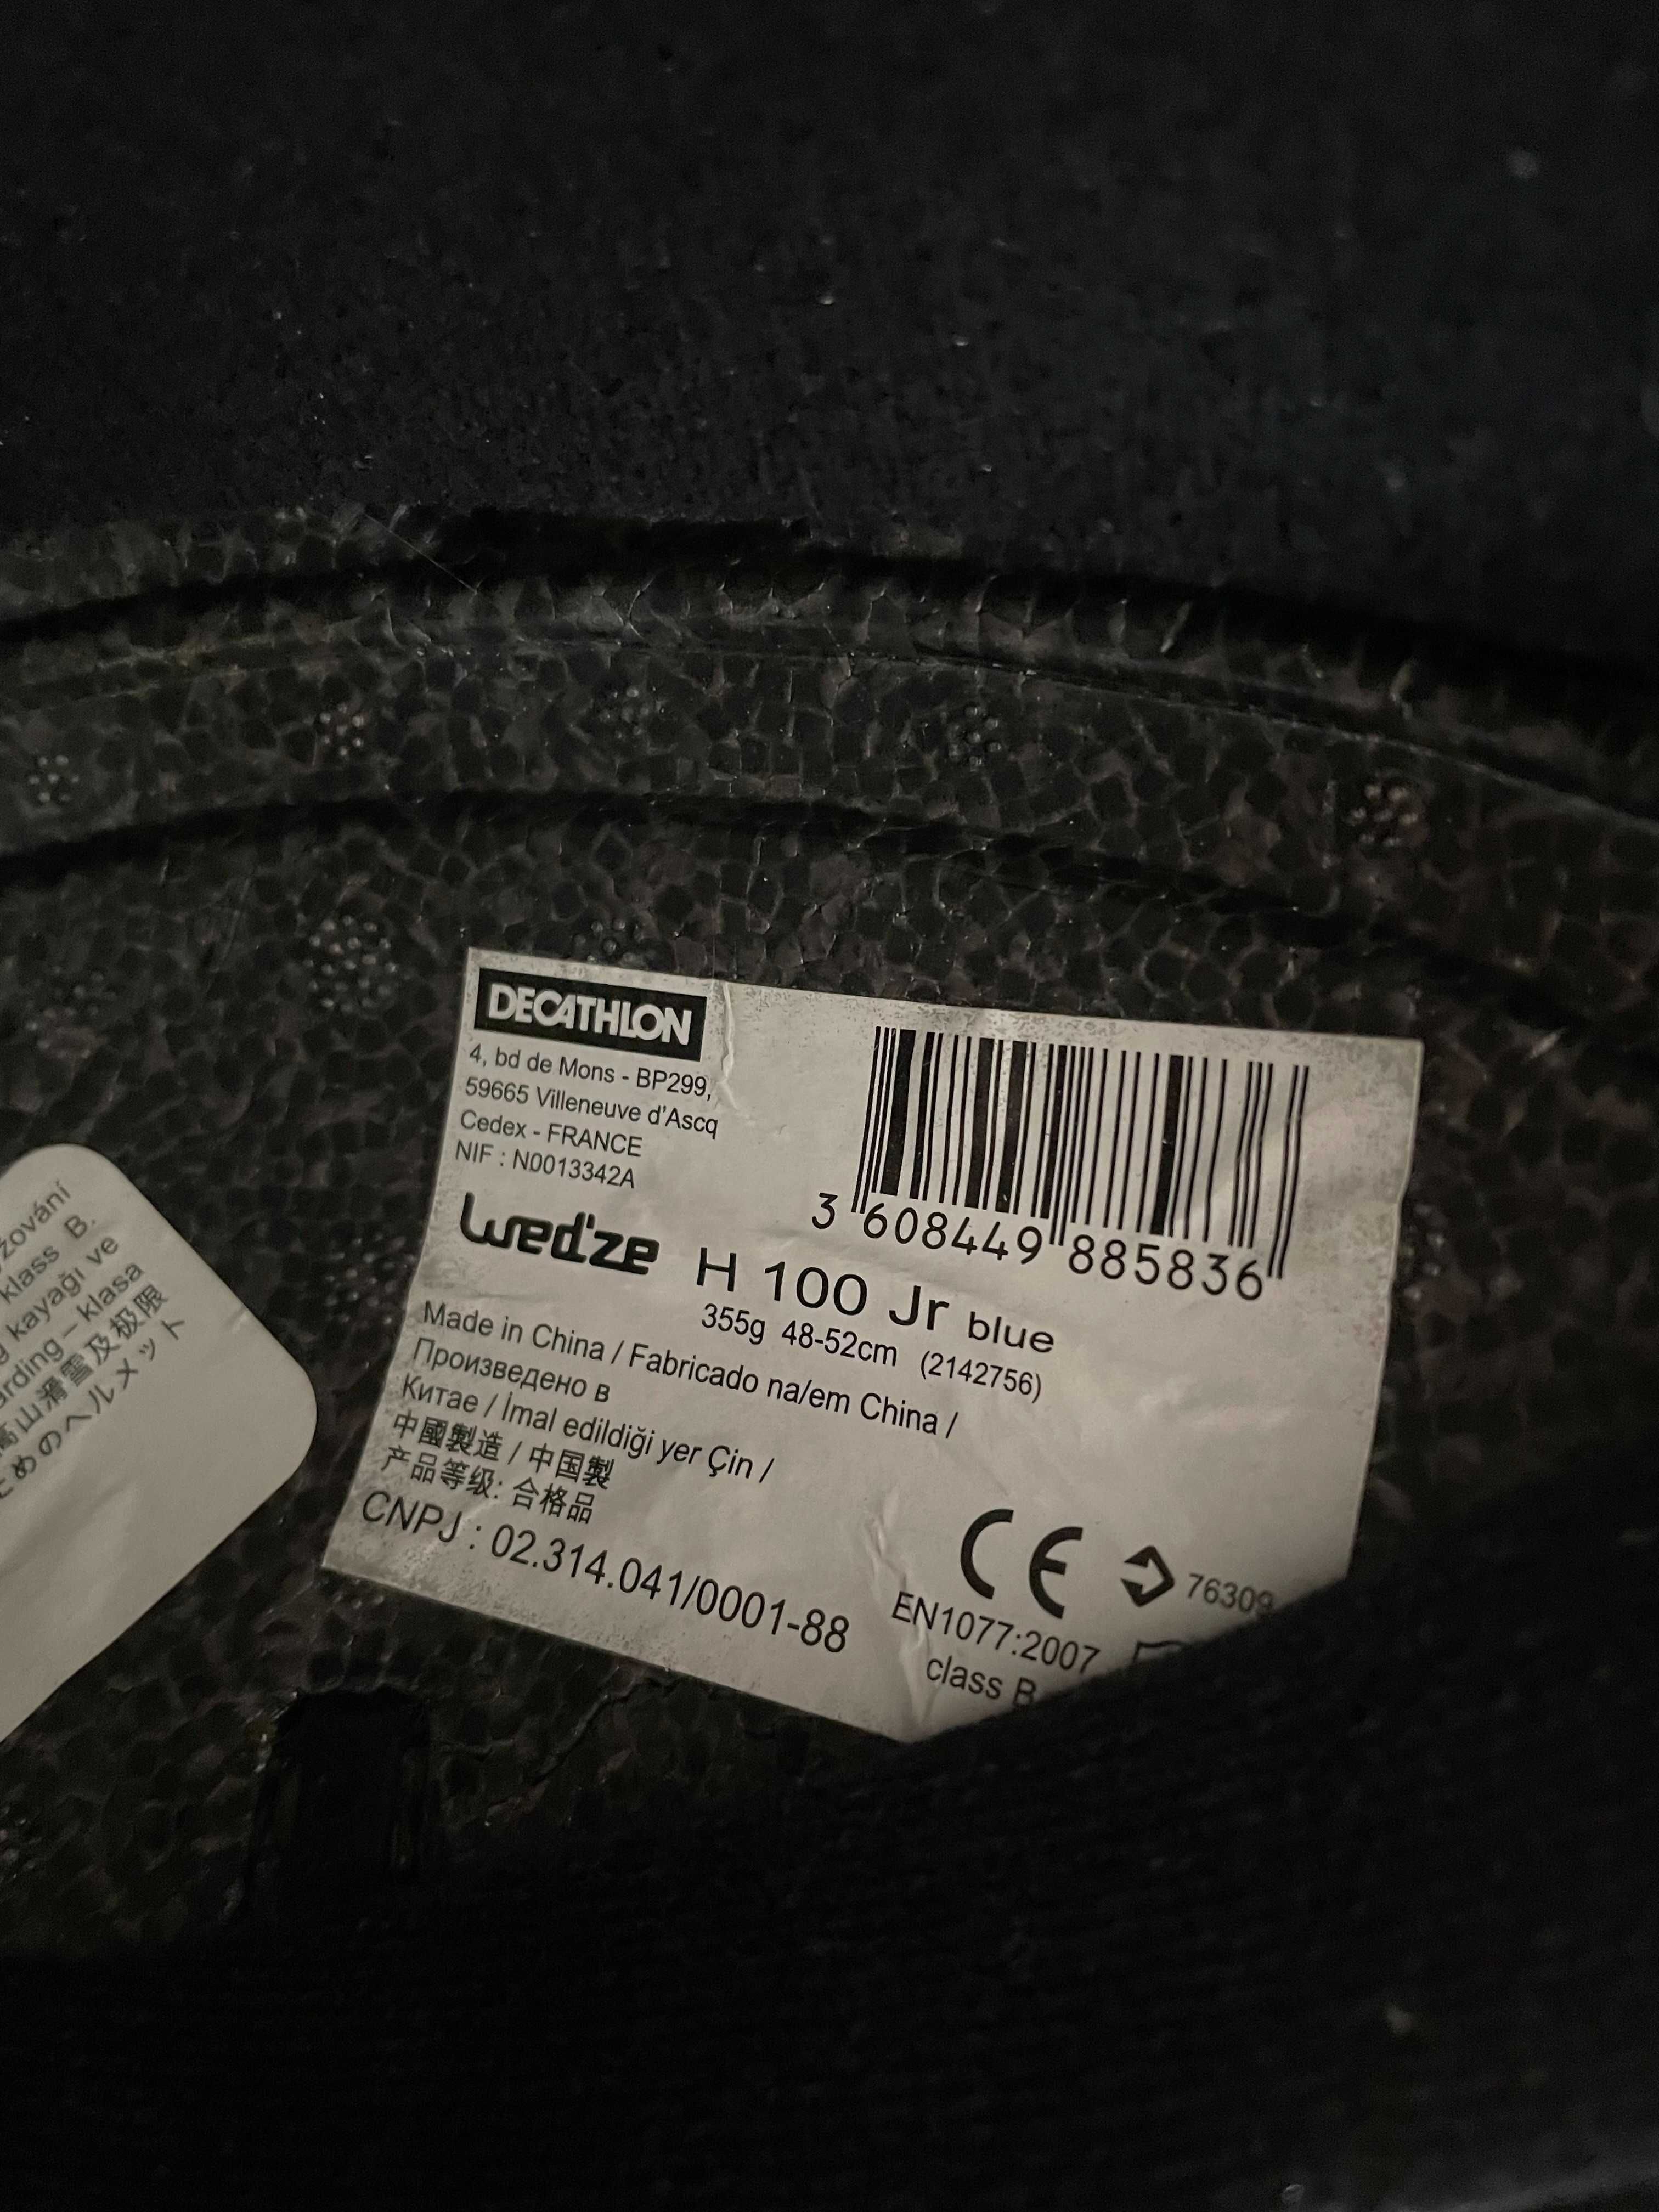 DECATHLON
4, bd de Mons - BP299,
59665 Villeneuve d'Ascq
Cedex - FRANCE
NIF : N0013342A
3 608449 885836
Wed'ze H 100 Jr blue
355g 48-52cm (2142756)
Made in China / Fabricado na/em China /
Произведено в
Китае / İmal edildiği yer Çin /
中國製造 / 中国製
产品等级: 合格品
CNPJ : 02.314.041/0001-88
CE 76309
EN1077:2007
class B
klass B.
kayağı ve
klasa
高山滑雪及极限
めのヘルメット